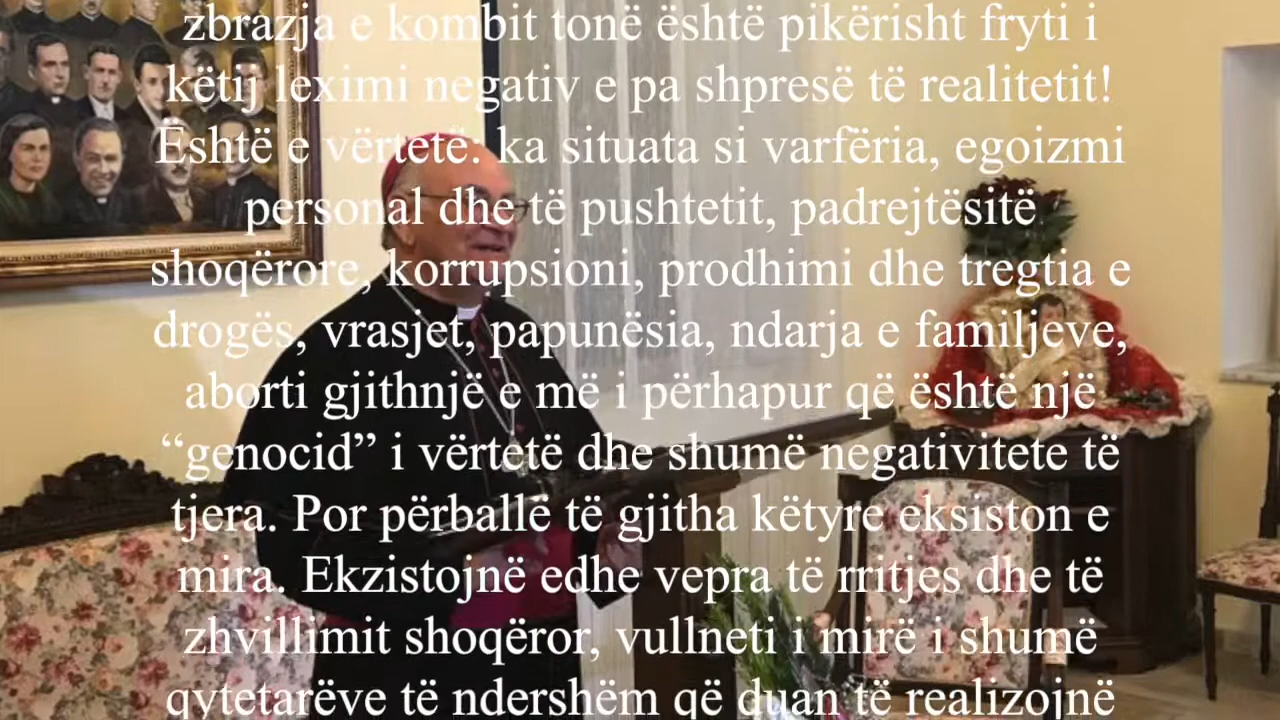 zbrazja e kombit tonë është pikërisht fryti i
këtij leximi negativ e pa shpresë të realitetit!
Është e vërtetë: ka situata si varfëria, egoizmi
personal dhe të pushtetit, padrejtësitë
shoqërore, korrupsioni, prodhimi dhe tregtia e
drogës, vrasjet, papunësia, ndarja e familjeve,
aborti gjithnjë e më i përhapur që është një
“genocid” i vërtetë dhe shumë negativitete të
tjera. Por përballë të gjitha këtyre eksiston e
mira. Ekzistojnë edhe vepra të rritjes dhe të
zhvillimit shoqëror, vullneti i mirë i shumë
qytetarëve të ndershëm që duan të realizojnë